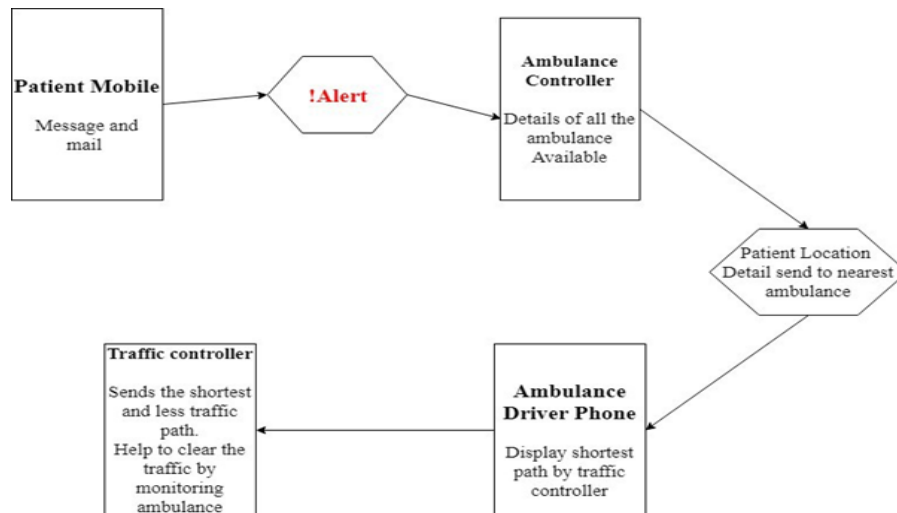 Patient Mobile
Message and
mail
!Alert
Ambulance
Controller
Details of all the
ambulance
Available
Patient Location
Detail send to nearest
ambulance
Ambulance
Driver Phone
Display shortest
path by traffic
controller
Traffic controller
Sends the shortest
and less traffic
path.
Help to clear the
traffic by
monitoring
ambulance